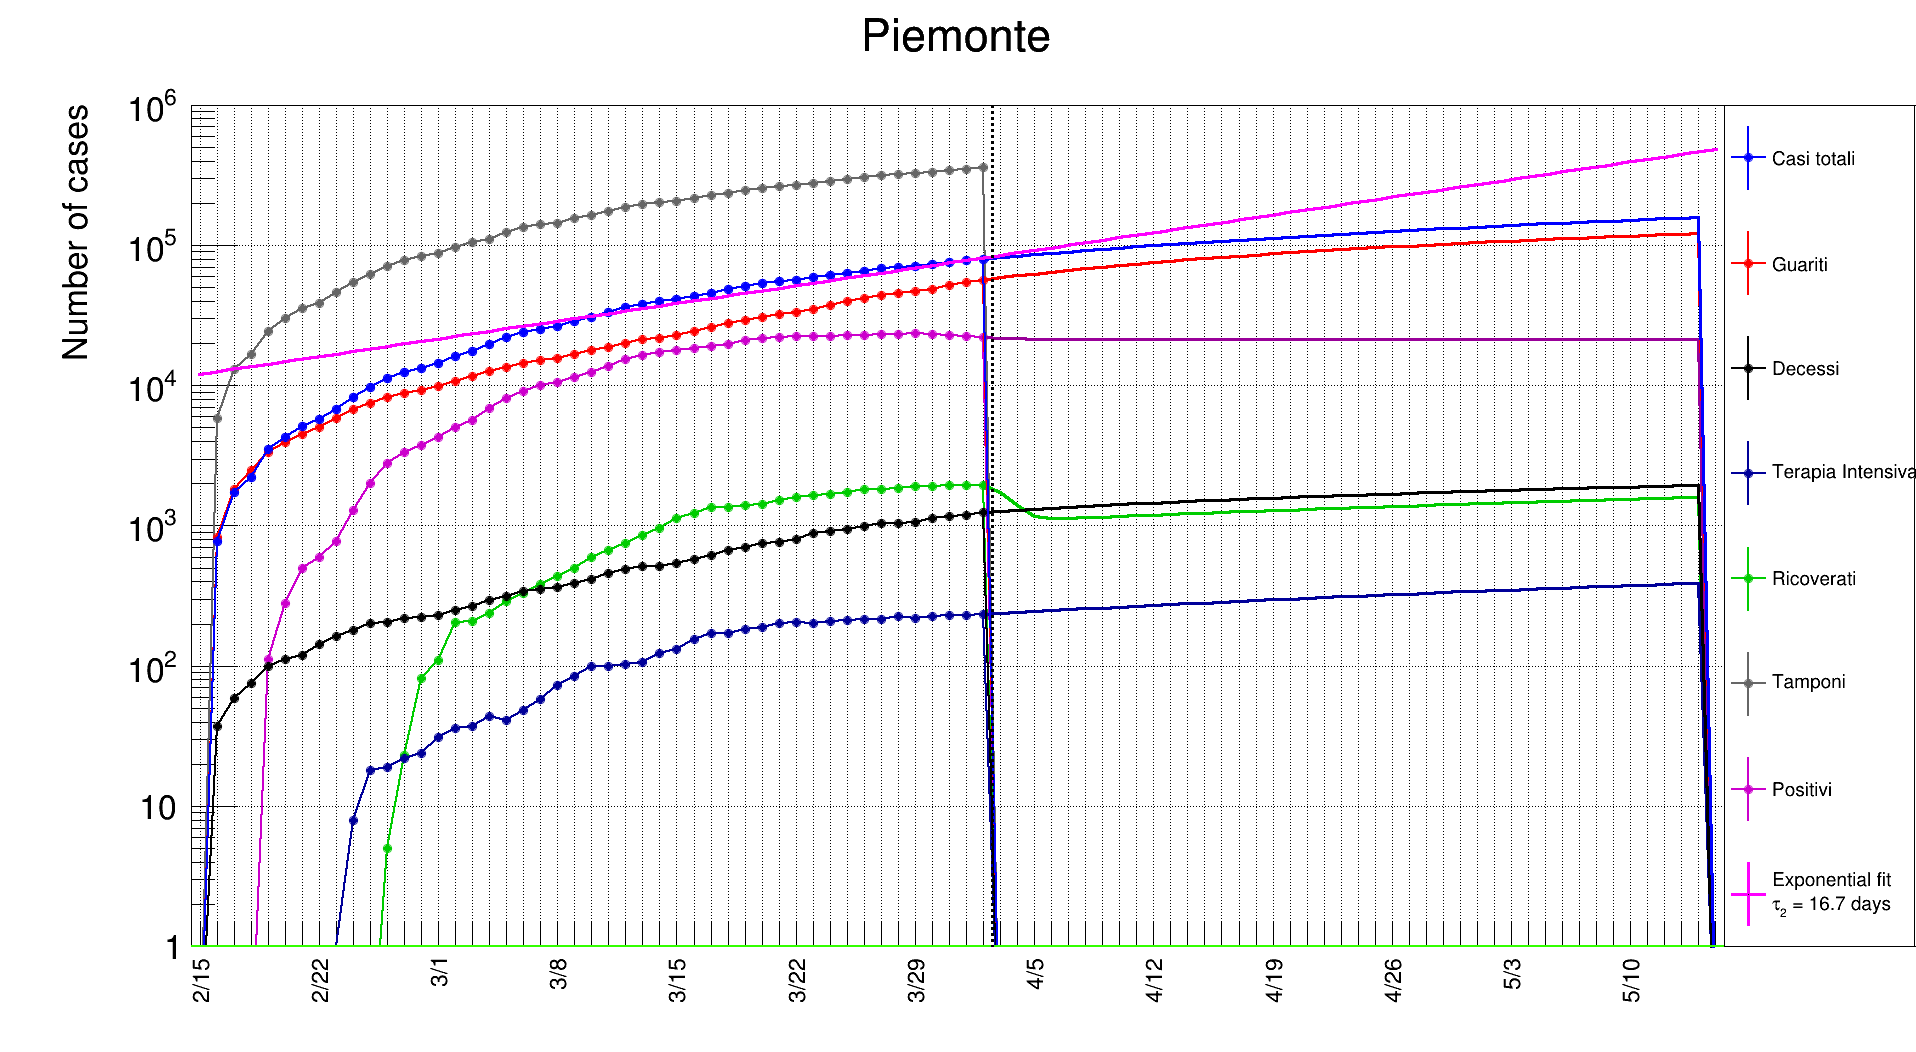 Piemonte
Number of cases
10^6
10^5
10^4
10^3
10^2
10
1
2/15
2/22
3/1
3/8
3/15
3/22
3/29
4/5
4/12
4/19
4/26
5/3
5/10
Casi totali
Guariti
Decessi
Terapia Intensiva
Ricoverati
Tamponi
Positivi
Exponential fit
τ₂ = 16.7 days